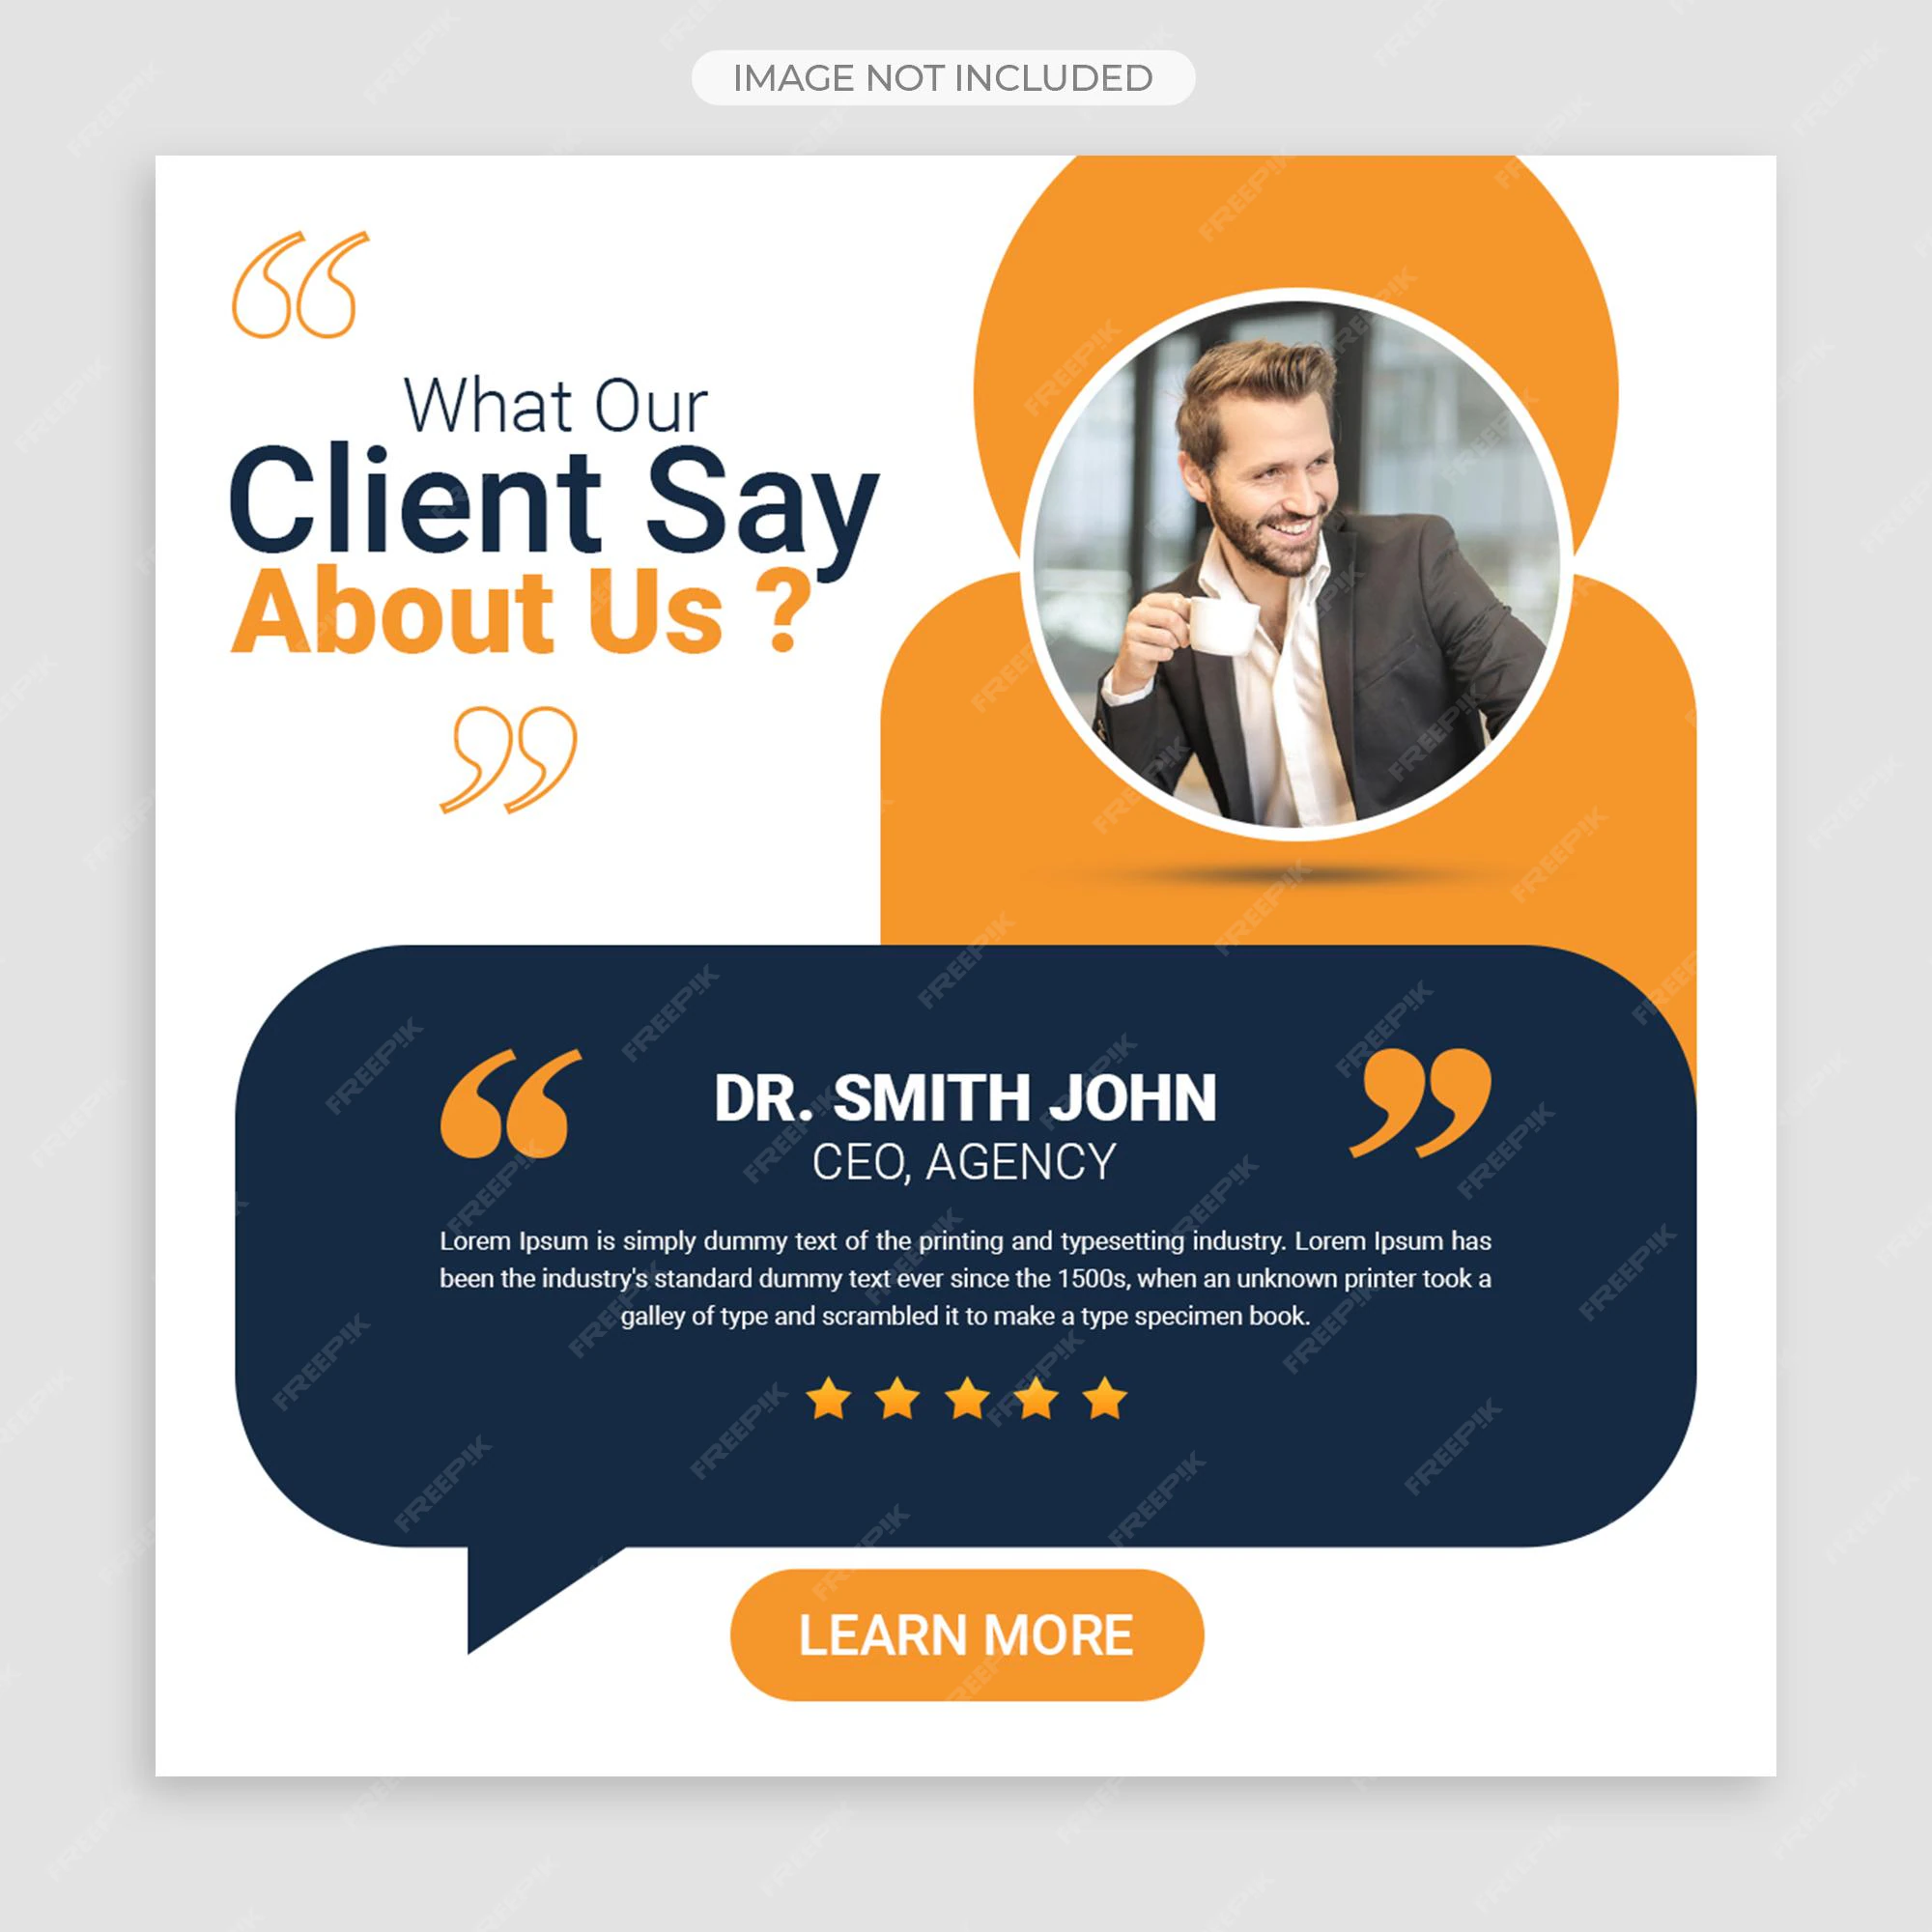 IMAGE NOT INCLUDED
What Our
Client Say
About Us ?
DR. SMITH JOHN
CEO, AGENCY
Lorem Ipsum is simply dummy text of the printing and typesetting industry. Lorem Ipsum has
been the industry's standard dummy text ever since the 1500s, when an unknown printer took a
galley of type and scrambled it to make a type specimen book.
LEARN MORE
FREEPIK